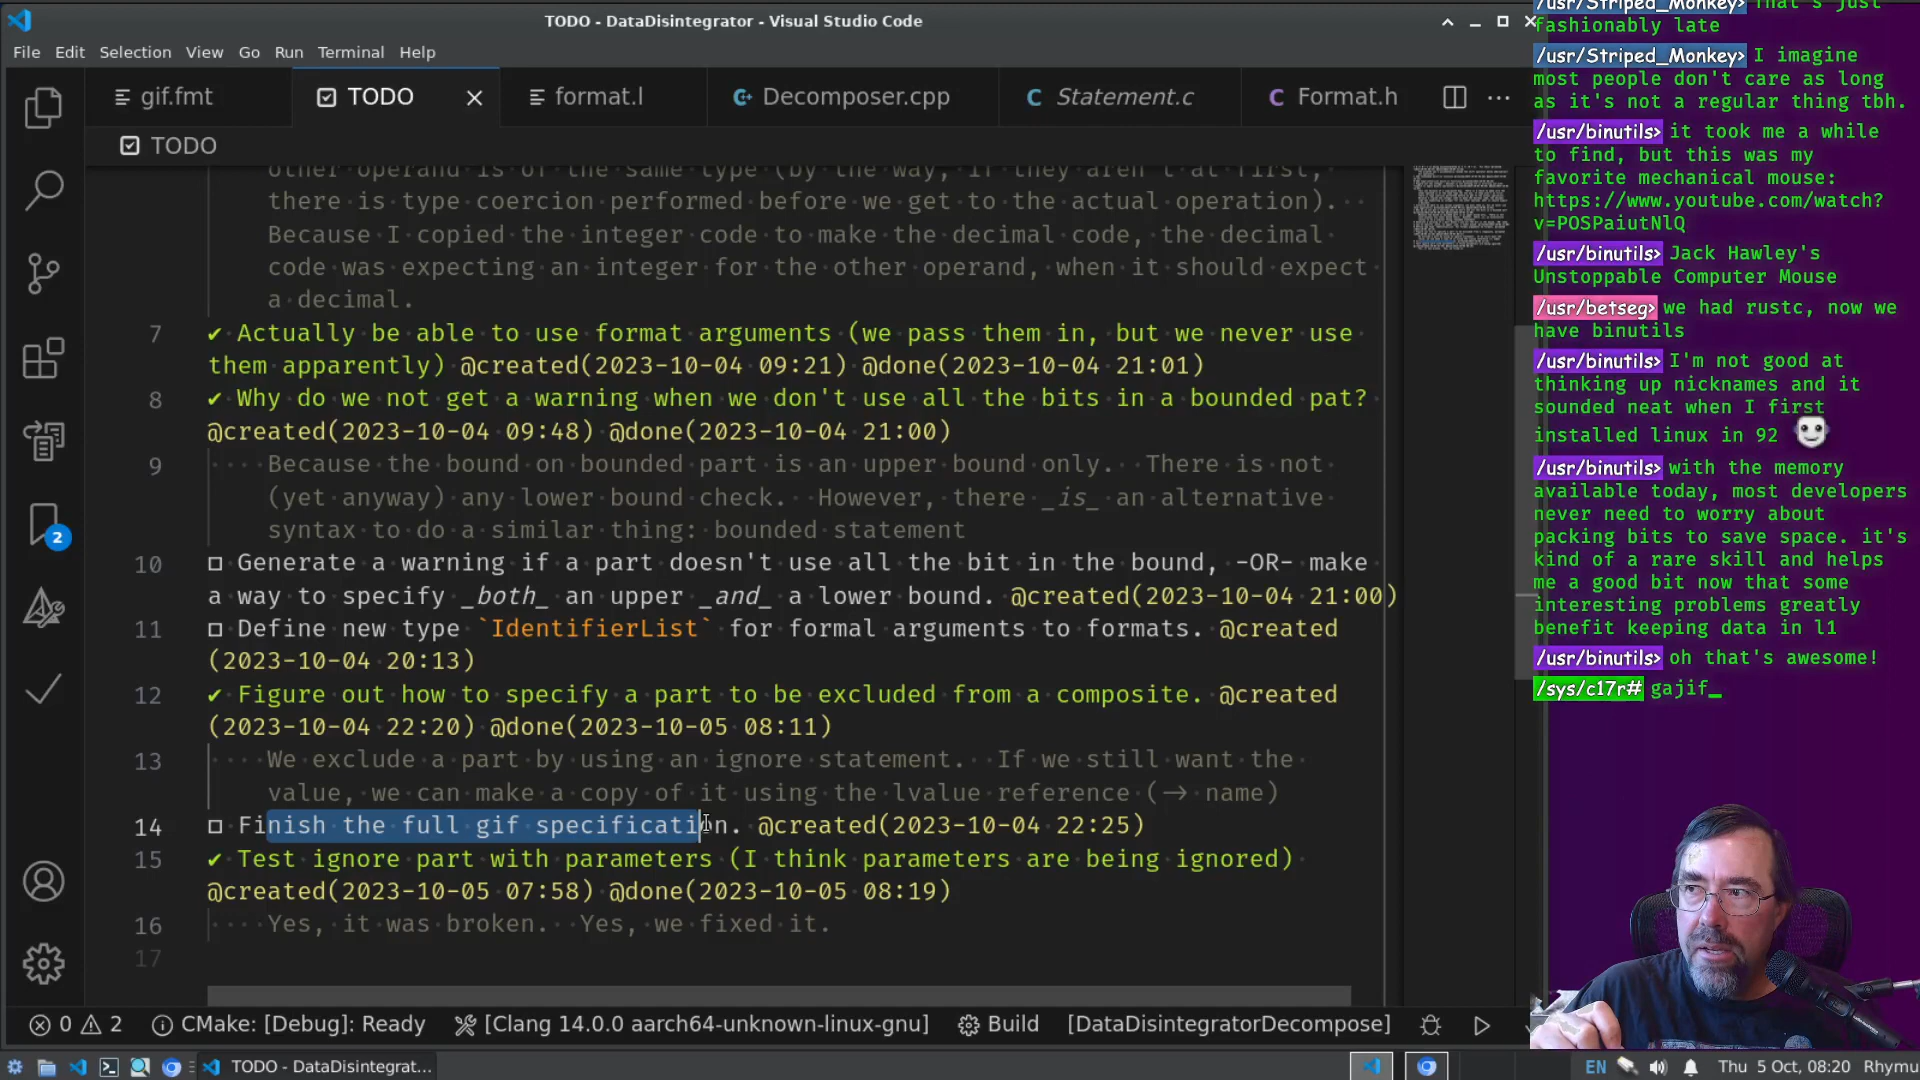 TODO - DataDisintegrator - Visual Studio Code
File Edit Selection View Go Run Terminal Help
gif.fmt TODO format.l Decomposer.cpp Statement.c Format.h
TODO
other operand is of the same type (by the way, if they aren't at first,
there is type coercion performed before we get to the actual operation).
Because I copied the integer code to make the decimal code, the decimal
code was expecting an integer for the other operand, when it should expect
a decimal.
7 ✔ Actually be able to use format arguments (we pass them in, but we never use
them apparently) @created(2023-10-04 09:21) @done(2023-10-04 21:01)
8 ✔ Why do we not get a warning when we don't use all the bits in a bounded pat?
@created(2023-10-04 09:48) @done(2023-10-04 21:00)
9 Because the bound on bounded part is an upper bound only. There is not
(yet anyway) any lower bound check. However, there _is_ an alternative
syntax to do a similar thing: bounded statement
10 ☐ Generate a warning if a part doesn't use all the bit in the bound, -OR- make
a way to specify _both_ an upper _and_ a lower bound. @created(2023-10-04 21:00)
11 ☐ Define new type `IdentifierList` for formal arguments to formats. @created
(2023-10-04 20:13)
12 ✔ Figure out how to specify a part to be excluded from a composite. @created
(2023-10-04 22:20) @done(2023-10-05 08:11)
13 We exclude a part by using an ignore statement. If we still want the
value, we can make a copy of it using the lvalue reference (→ name)
14 ☐ Finish the full gif specification. @created(2023-10-04 22:25)
15 ✔ Test ignore part with parameters (I think parameters are being ignored)
@created(2023-10-05 07:58) @done(2023-10-05 08:19)
16 Yes, it was broken. Yes, we fixed it.
17
2
0 2 CMake: [Debug]: Ready [Clang 14.0.0 aarch64-unknown-linux-gnu] Build [DataDisintegratorDecompose]
TODO - DataDisintegrat... EN Thu 5 Oct, 08:20 Rhymu
/usr/Striped_Monkey> That's just
fashionably late
/usr/Striped_Monkey> I imagine
most people don't care as long
as it's not a regular thing tbh.
/usr/binutils> it took me a while
to find, but this was my
favorite mechanical mouse:
https://www.youtube.com/watch?
v=POSPaiutNlQ
/usr/binutils> Jack Hawley's
Unstoppable Computer Mouse
/usr/betseg> we had rustc, now we
have binutils
/usr/binutils> I'm not good at
thinking up nicknames and it
sounded neat when I first
installed linux in 92
/usr/binutils> with the memory
available today, most developers
never need to worry about
packing bits to save space. it's
kind of a rare skill and helps
me a good bit now that some
interesting problems greatly
benefit keeping data in l1
/usr/binutils> oh that's awesome!
/sys/c17r# gajif_